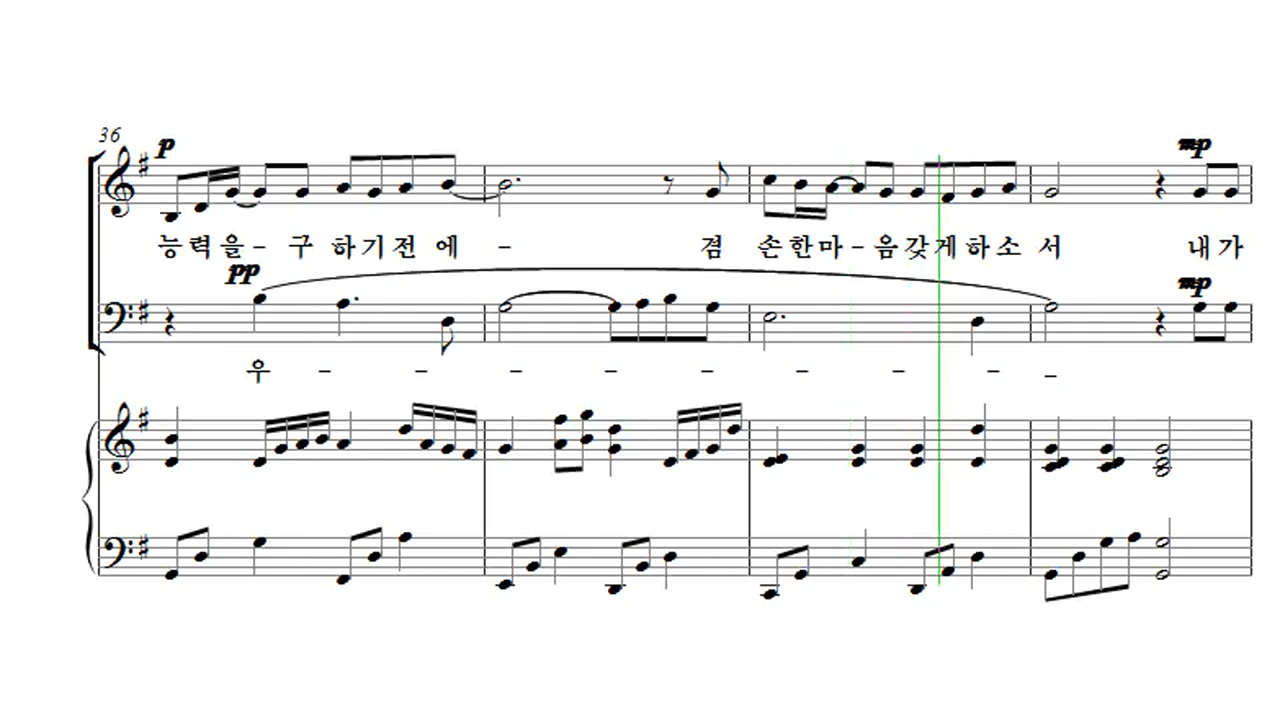 36
p
능력을- 구 하기전 에 - 겸 손한마-음갖게하소 서 내가
pp
mp
mp
우 - - - - - - - - -